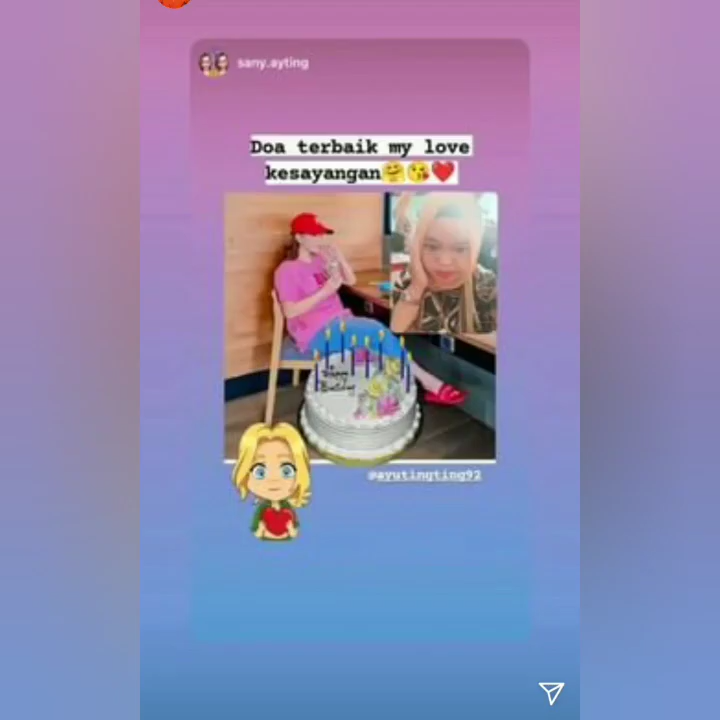 sany.ayting
Doa terbaik my love
kesayangan🤗😘❤️
Happy
Birthday
@ayutingting92